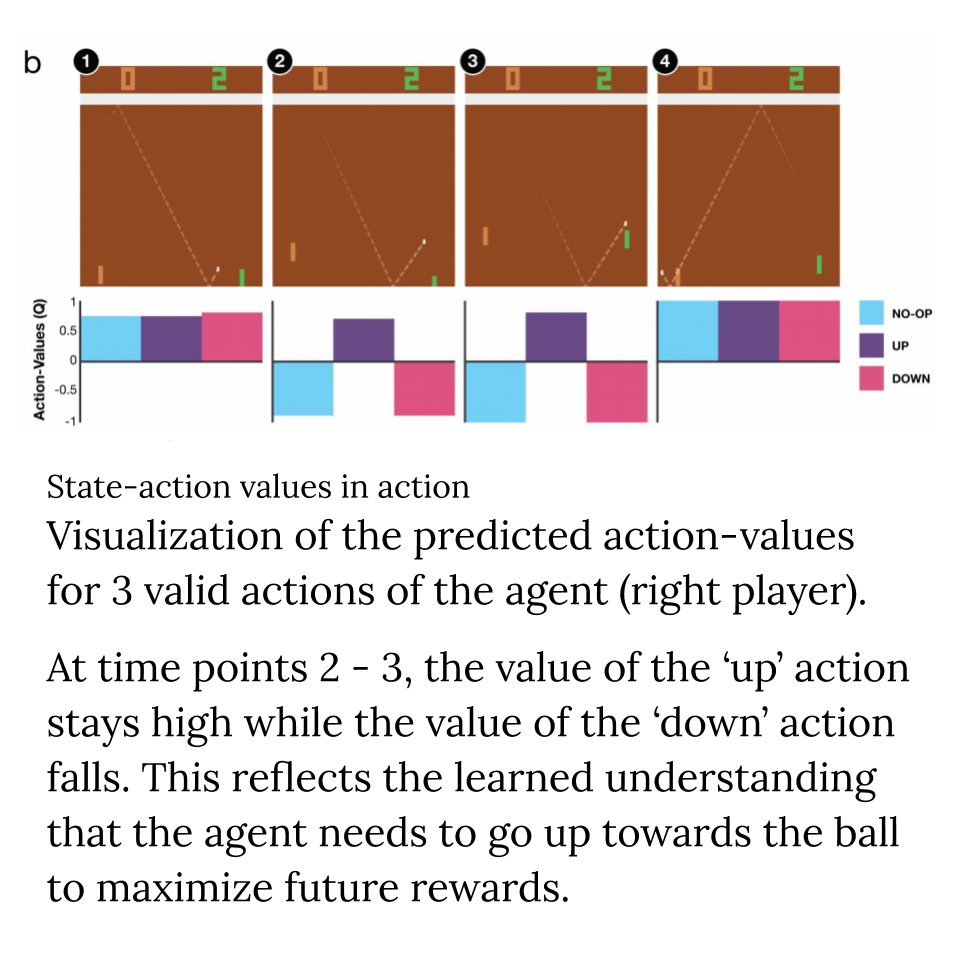 b
1 2 3 4
0 2 0 2 0 2 0 2
Action-Values (Q)
1
0.5
0
-0.5
-1
NO-OP
UP
DOWN
State-action values in action
Visualization of the predicted action-values
for 3 valid actions of the agent (right player).
At time points 2 - 3, the value of the ‘up’ action
stays high while the value of the ‘down’ action
falls. This reflects the learned understanding
that the agent needs to go up towards the ball
to maximize future rewards.